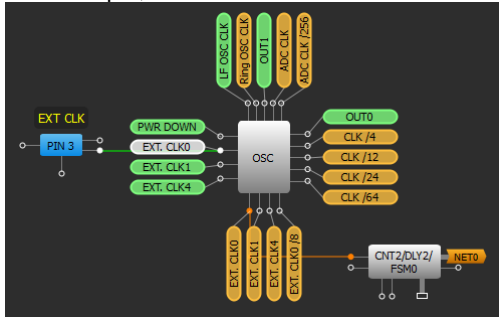 LF OSC CLK
Ring OSC CLK
OUT1
ADC CLK
ADC CLK /256
EXT CLK
PIN 3
PWR DOWN
EXT. CLK0
EXT. CLK1
EXT. CLK4
OSC
OUT0
CLK /4
CLK /12
CLK /24
CLK /64
EXT. CLK0
EXT. CLK1
EXT. CLK4
EXT. CLK0 /8
CNT2/DLY2/
FSM0
NET0